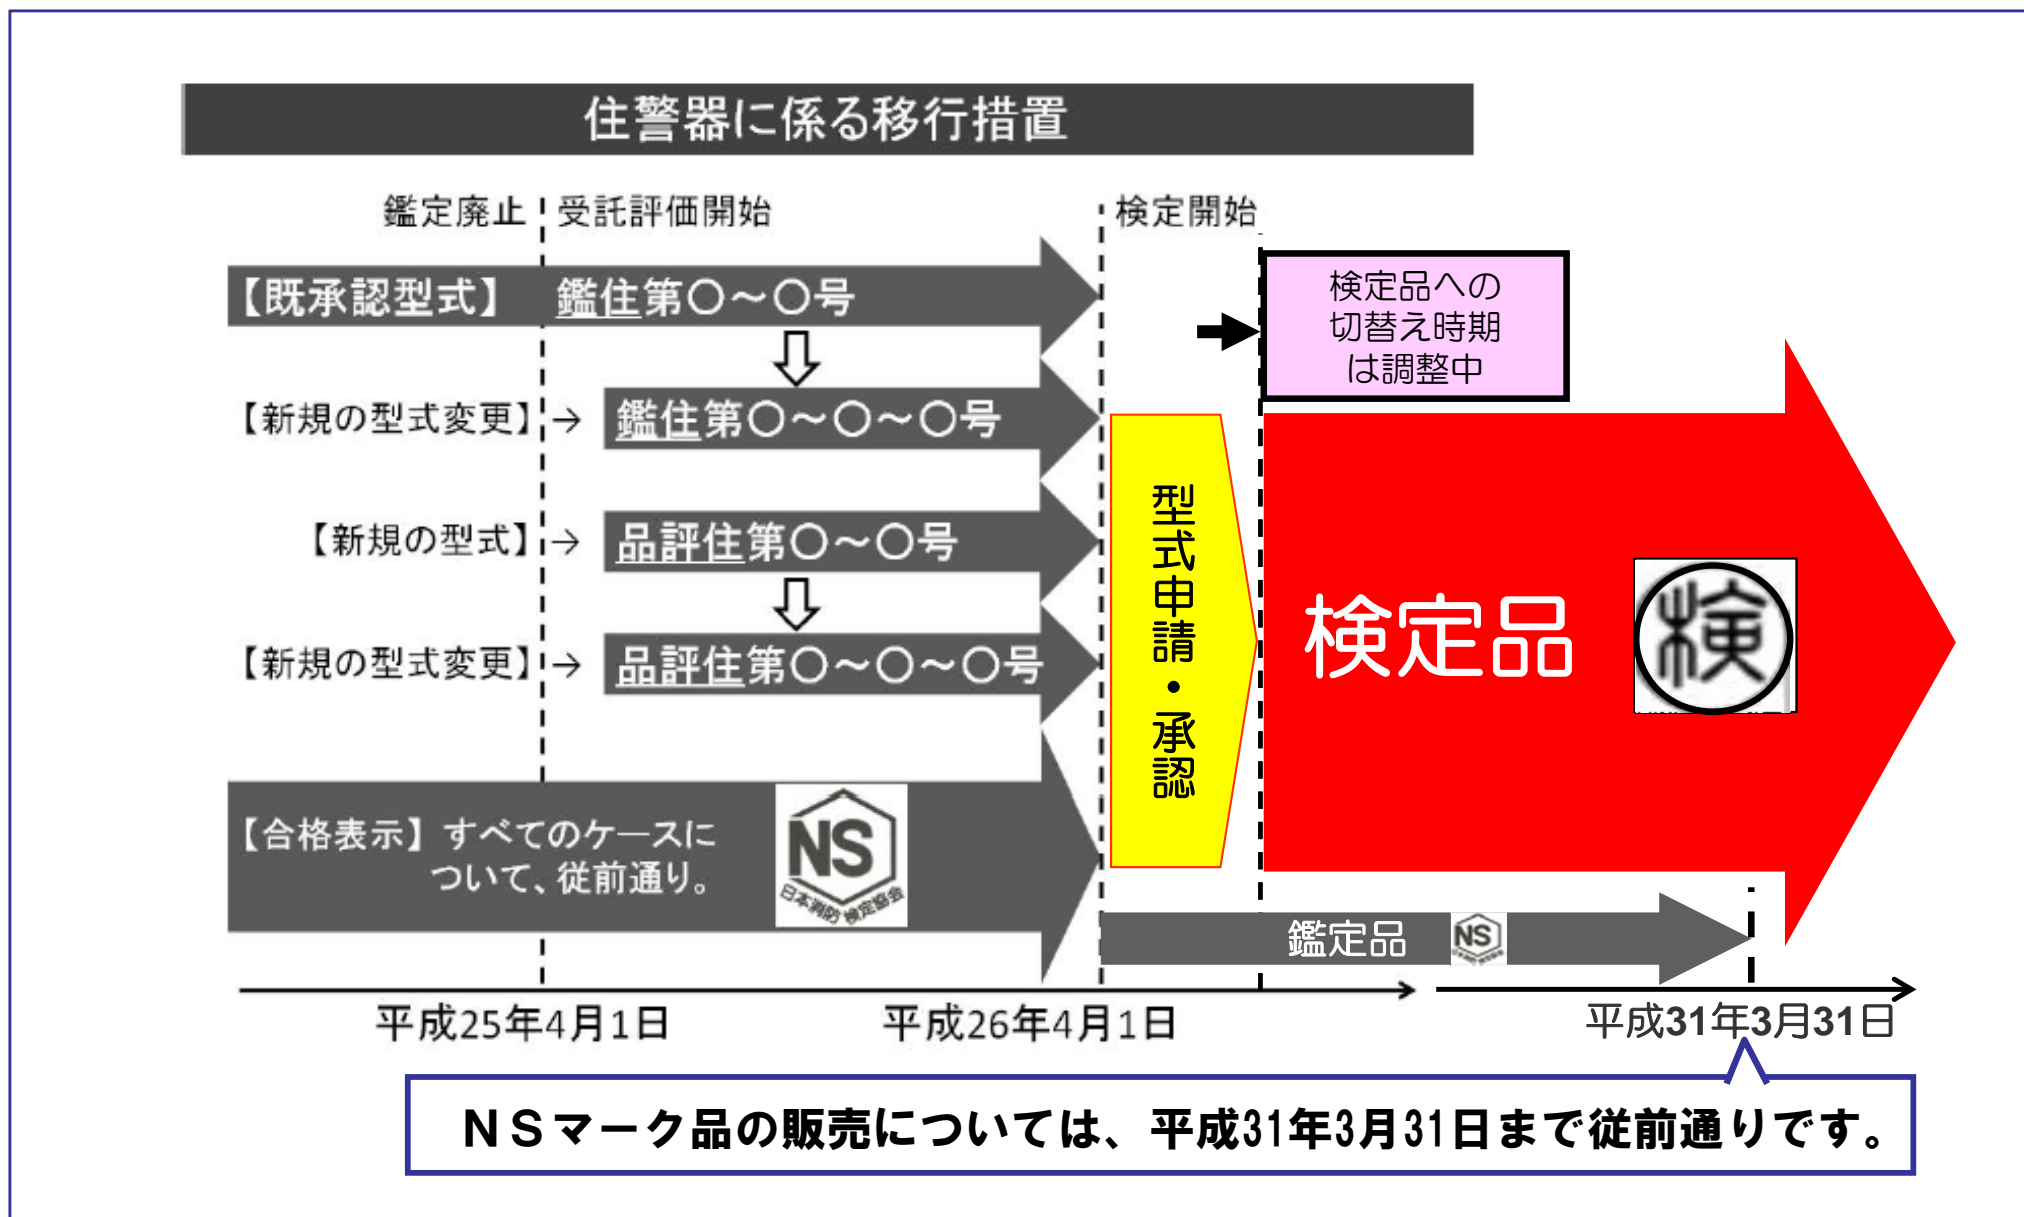 住警器に係る移行措置
鑑定廃止
受託評価開始
検定開始
【既承認型式】 鑑住第〇～〇号
【新規の型式変更】→ 鑑住第〇～〇～〇号
【新規の型式】→ 品評住第〇～〇号
【新規の型式変更】→ 品評住第〇～〇～〇号
【合格表示】すべてのケースに
ついて、従前通り。
NS
日本消防検定協会
検定品への
切替え時期
は調整中
型式申請・承認
検定品
検
鑑定品
NS
平成25年4月1日
平成26年4月1日
平成31年3月31日
ＮＳマーク品の販売については、平成31年3月31日まで従前通りです。